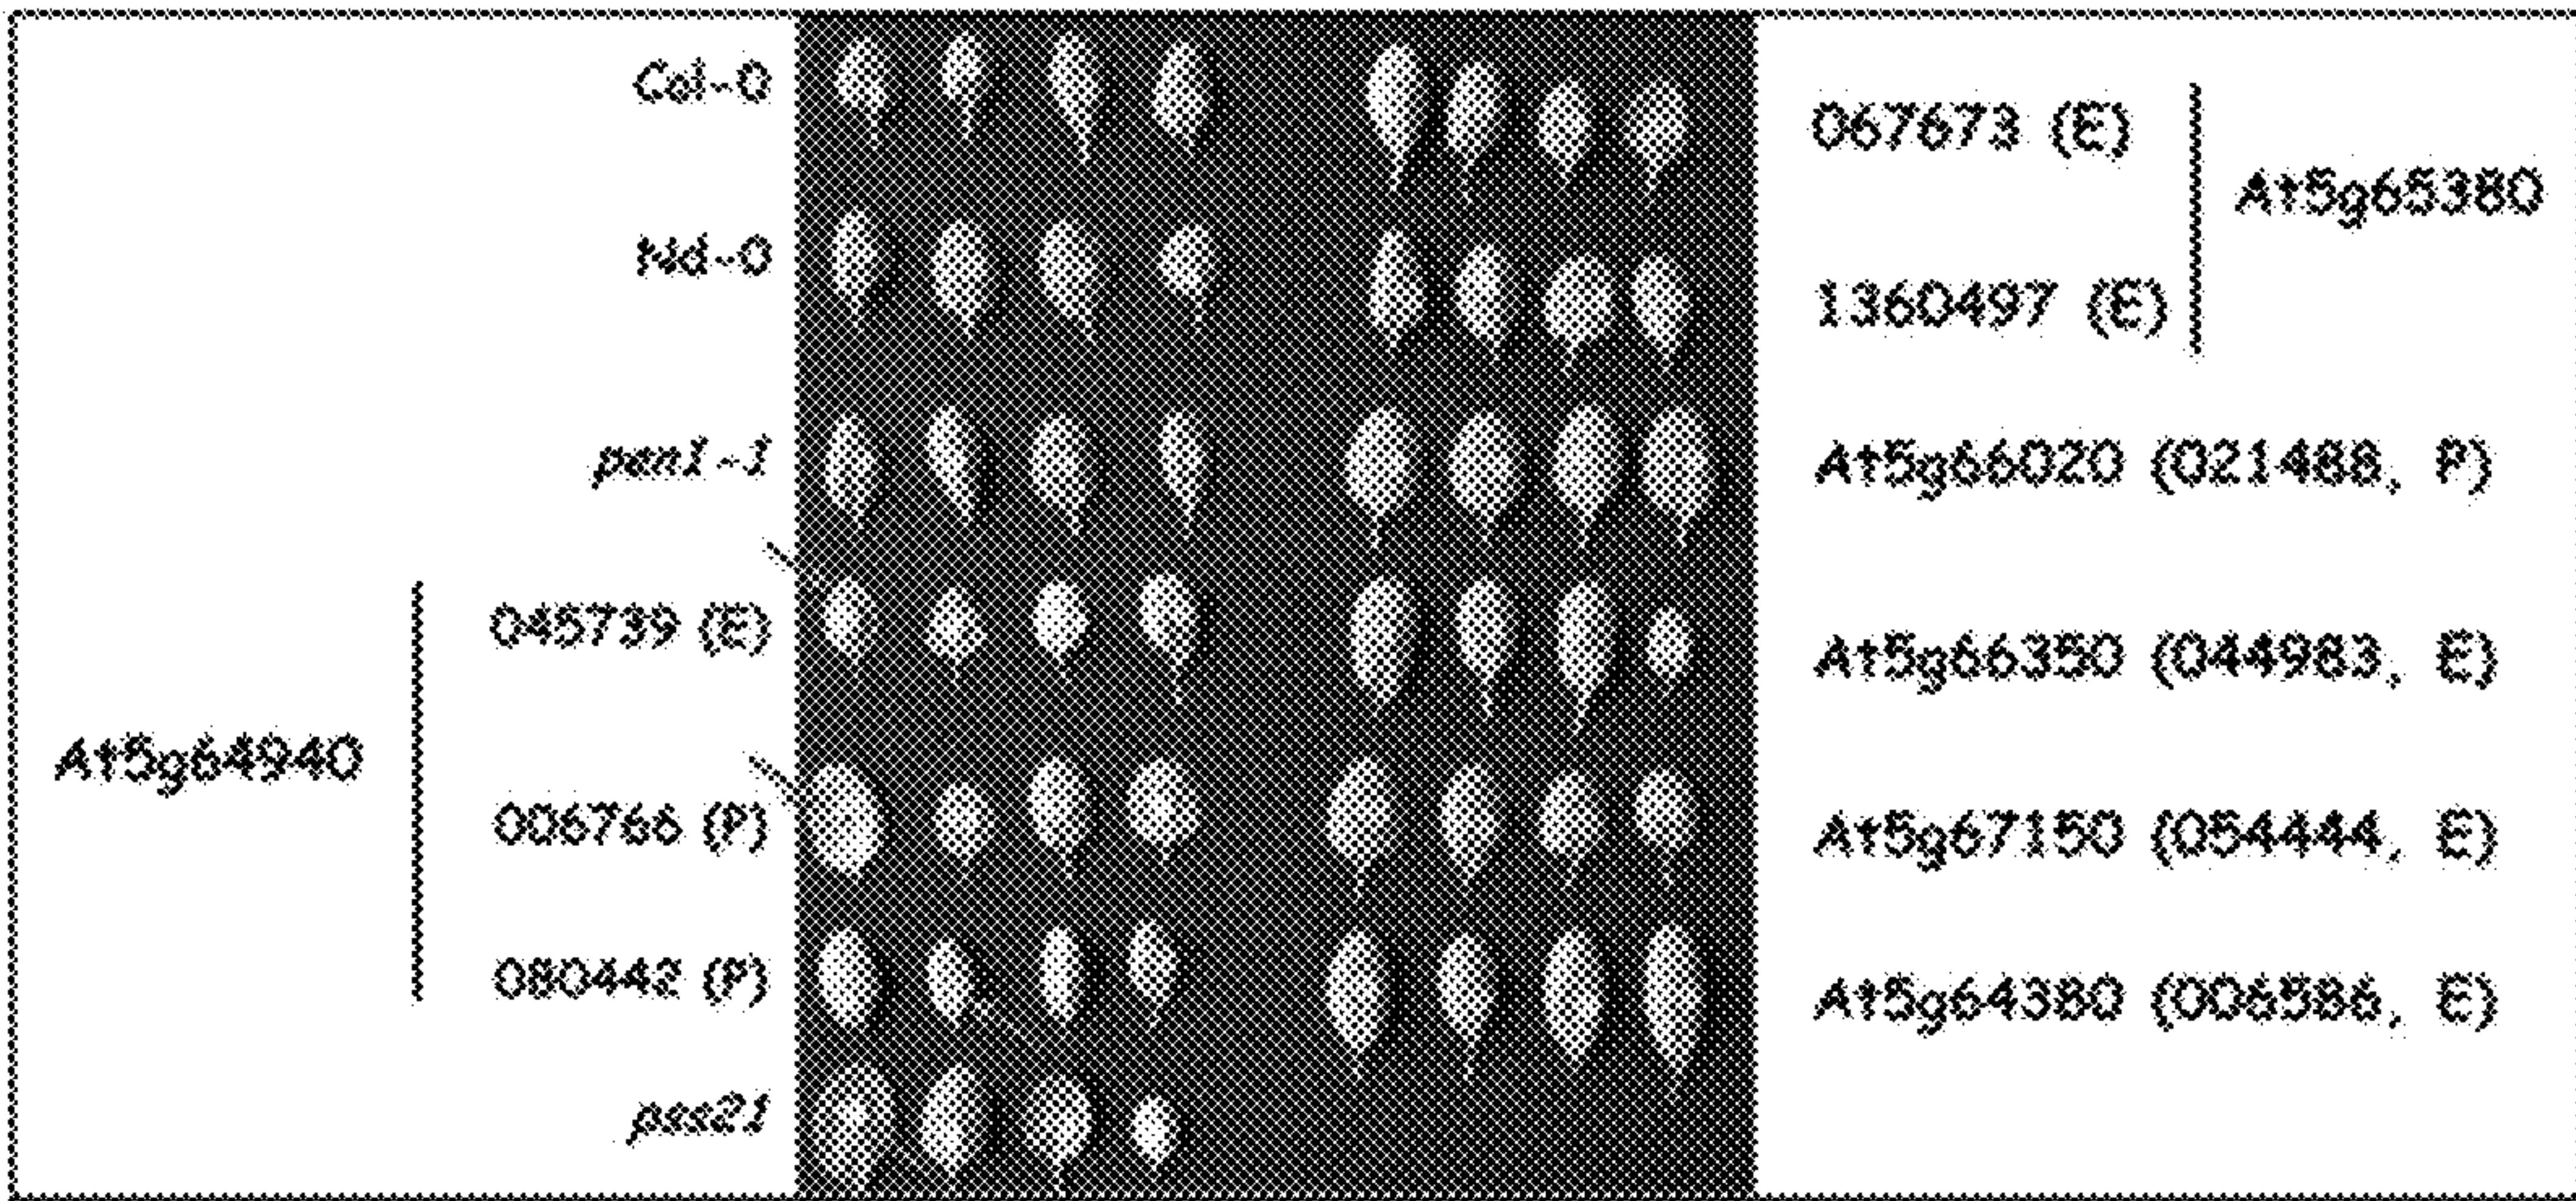 Col-0
Nd-0
pen1-1
045739 (E)
At5g64940
006766 (P)
080442 (P)
pss21
067673 (E)
At5g65380
1360497 (E)
At5g66020 (021488, P)
At5g66350 (044983, E)
At5g67150 (054444, E)
At5g64380 (006586, E)